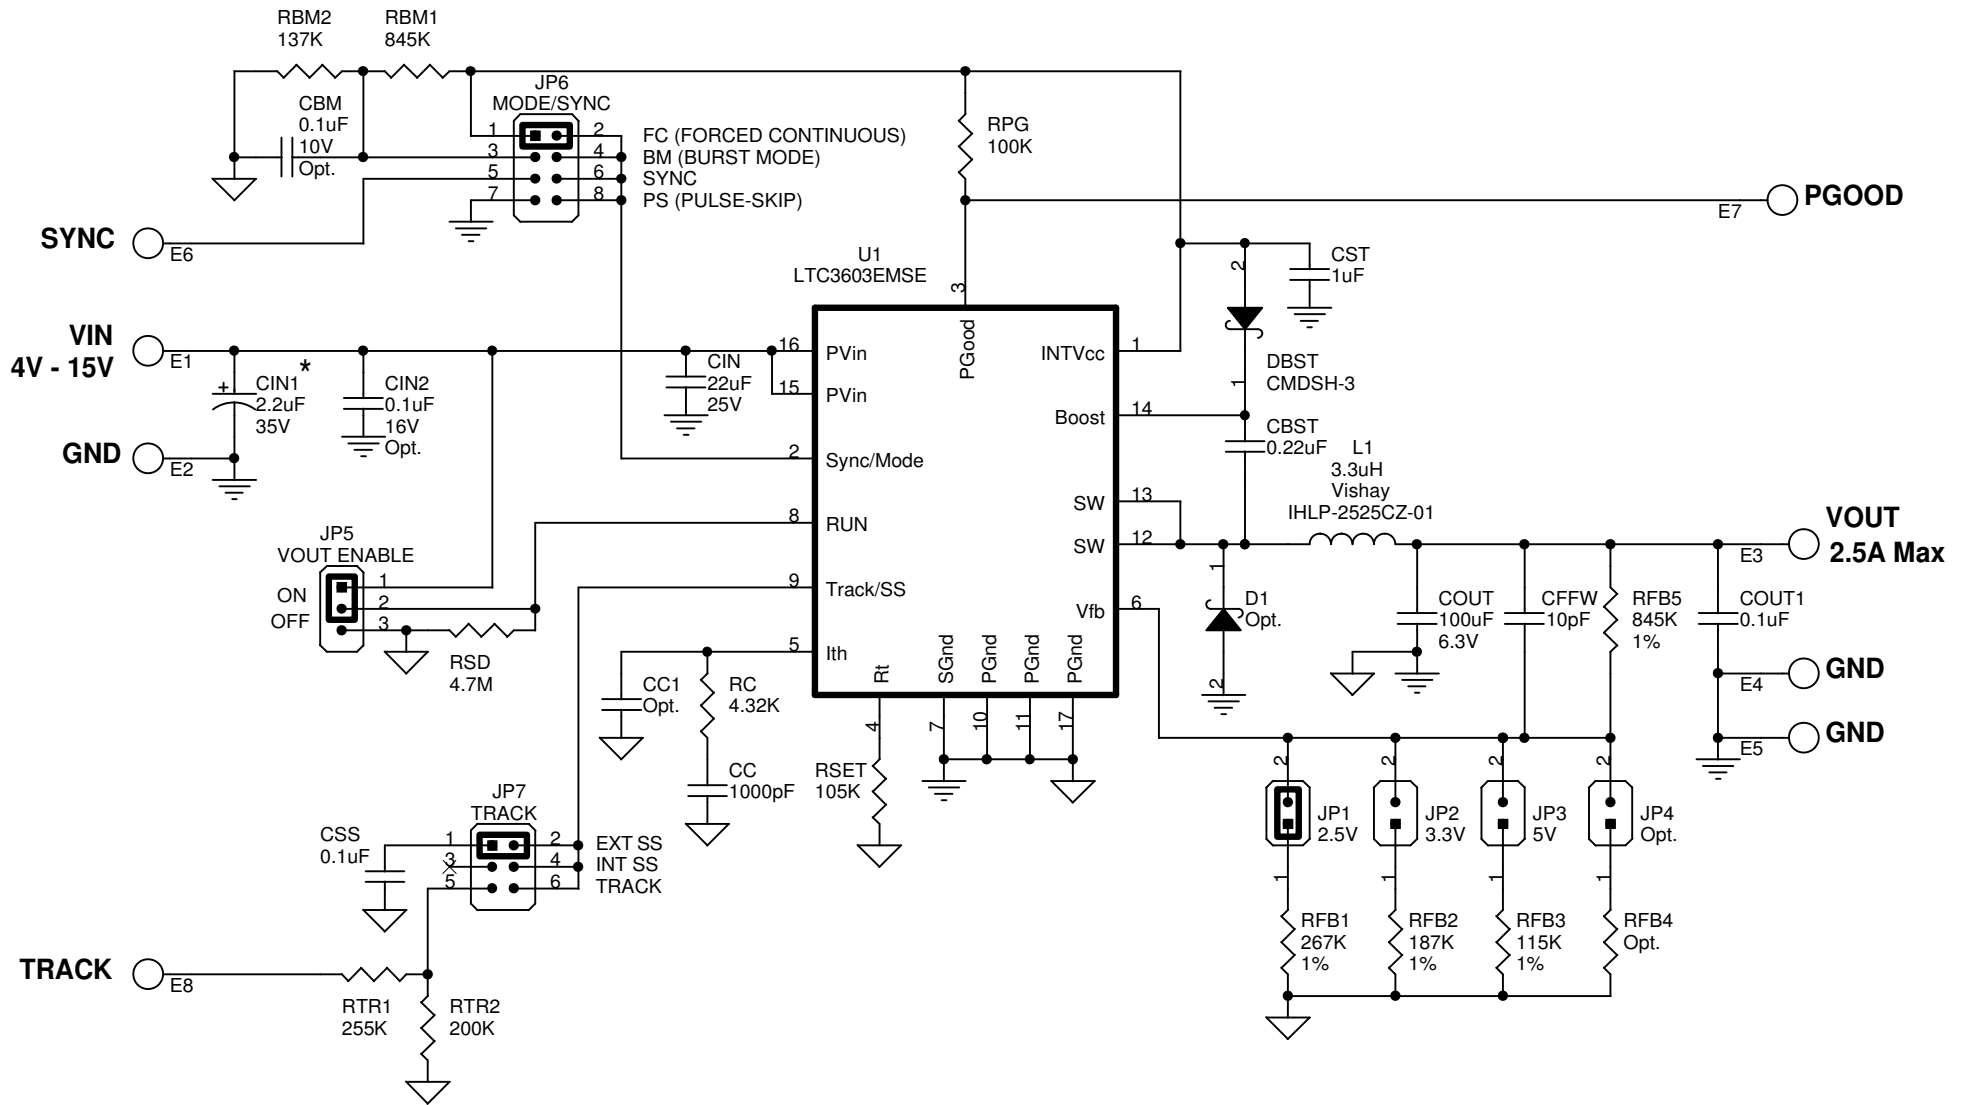 RBM2
137K
RBM1
845K
JP6
MODE/SYNC
CBM
0.1uF
10V
Opt.
1
2
FC (FORCED CONTINUOUS)
3
4
BM (BURST MODE)
5
6
SYNC
7
8
PS (PULSE-SKIP)
RPG
100K
E7
PGOOD
SYNC
E6
U1
LTC3603EMSE
3
2
CST
1uF
VIN
4V - 15V
E1
*
CIN1
2.2uF
35V
+
CIN2
0.1uF
16V
Opt.
CIN
22uF
25V
16
PVin
15
PVin
PGood
INTVcc
1
DBST
CMDSH-3
1
Boost
14
CBST
0.22uF
GND
E2
2
Sync/Mode
L1
3.3uH
Vishay
IHLP-2525CZ-01
SW
13
8
RUN
SW
12
VOUT
2.5A Max
E3
JP5
VOUT ENABLE
ON
OFF
1
2
3
RSD
4.7M
9
Track/SS
Vfb
6
1
D1
Opt.
2
COUT
100uF
6.3V
CFFW
10pF
RFB5
845K
1%
COUT1
0.1uF
5
Ith
Rt
SGnd
PGnd
PGnd
PGnd
GND
E4
CC1
Opt.
RC
4.32K
4
7
10
11
17
GND
E5
CC
1000pF
RSET
105K
2
2
2
2
JP1
2.5V
JP2
3.3V
JP3
5V
JP4
Opt.
1
1
1
1
JP7
TRACK
CSS
0.1uF
1
2
EXT SS
3
4
INT SS
5
6
TRACK
RFB1
267K
1%
RFB2
187K
1%
RFB3
115K
1%
RFB4
Opt.
TRACK
E8
RTR1
255K
RTR2
200K